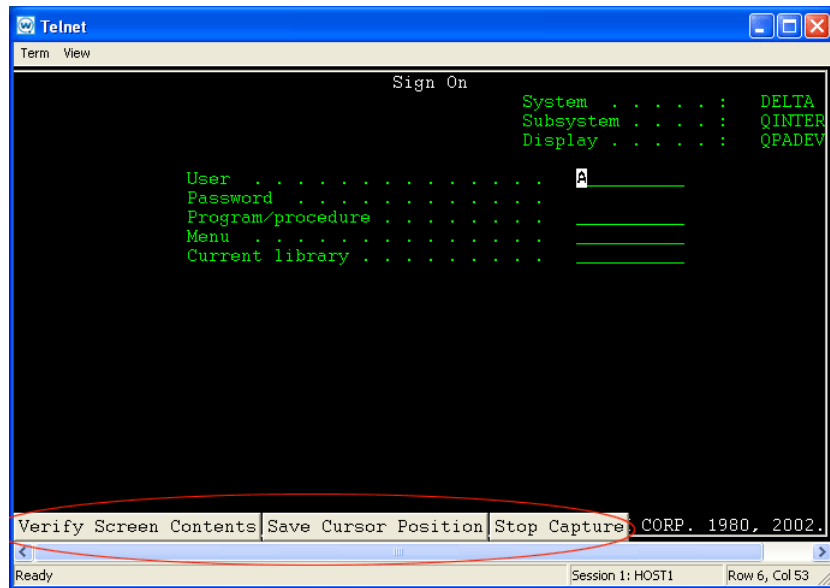 Telnet
Term View
Sign On
System . . . . . : DELTA
Subsystem . . . . : QINTER
Display . . . . . : QPADEV
User . . . . . . . . . . . . . . A
Password . . . . . . . . . . . .
Program/procedure . . . . . . . .
Menu . . . . . . . . . . . . . .
Current library . . . . . . . . .
Verify Screen Contents Save Cursor Position Stop Capture CORP. 1980, 2002.
Ready Session 1: HOST1 Row 6, Col 53